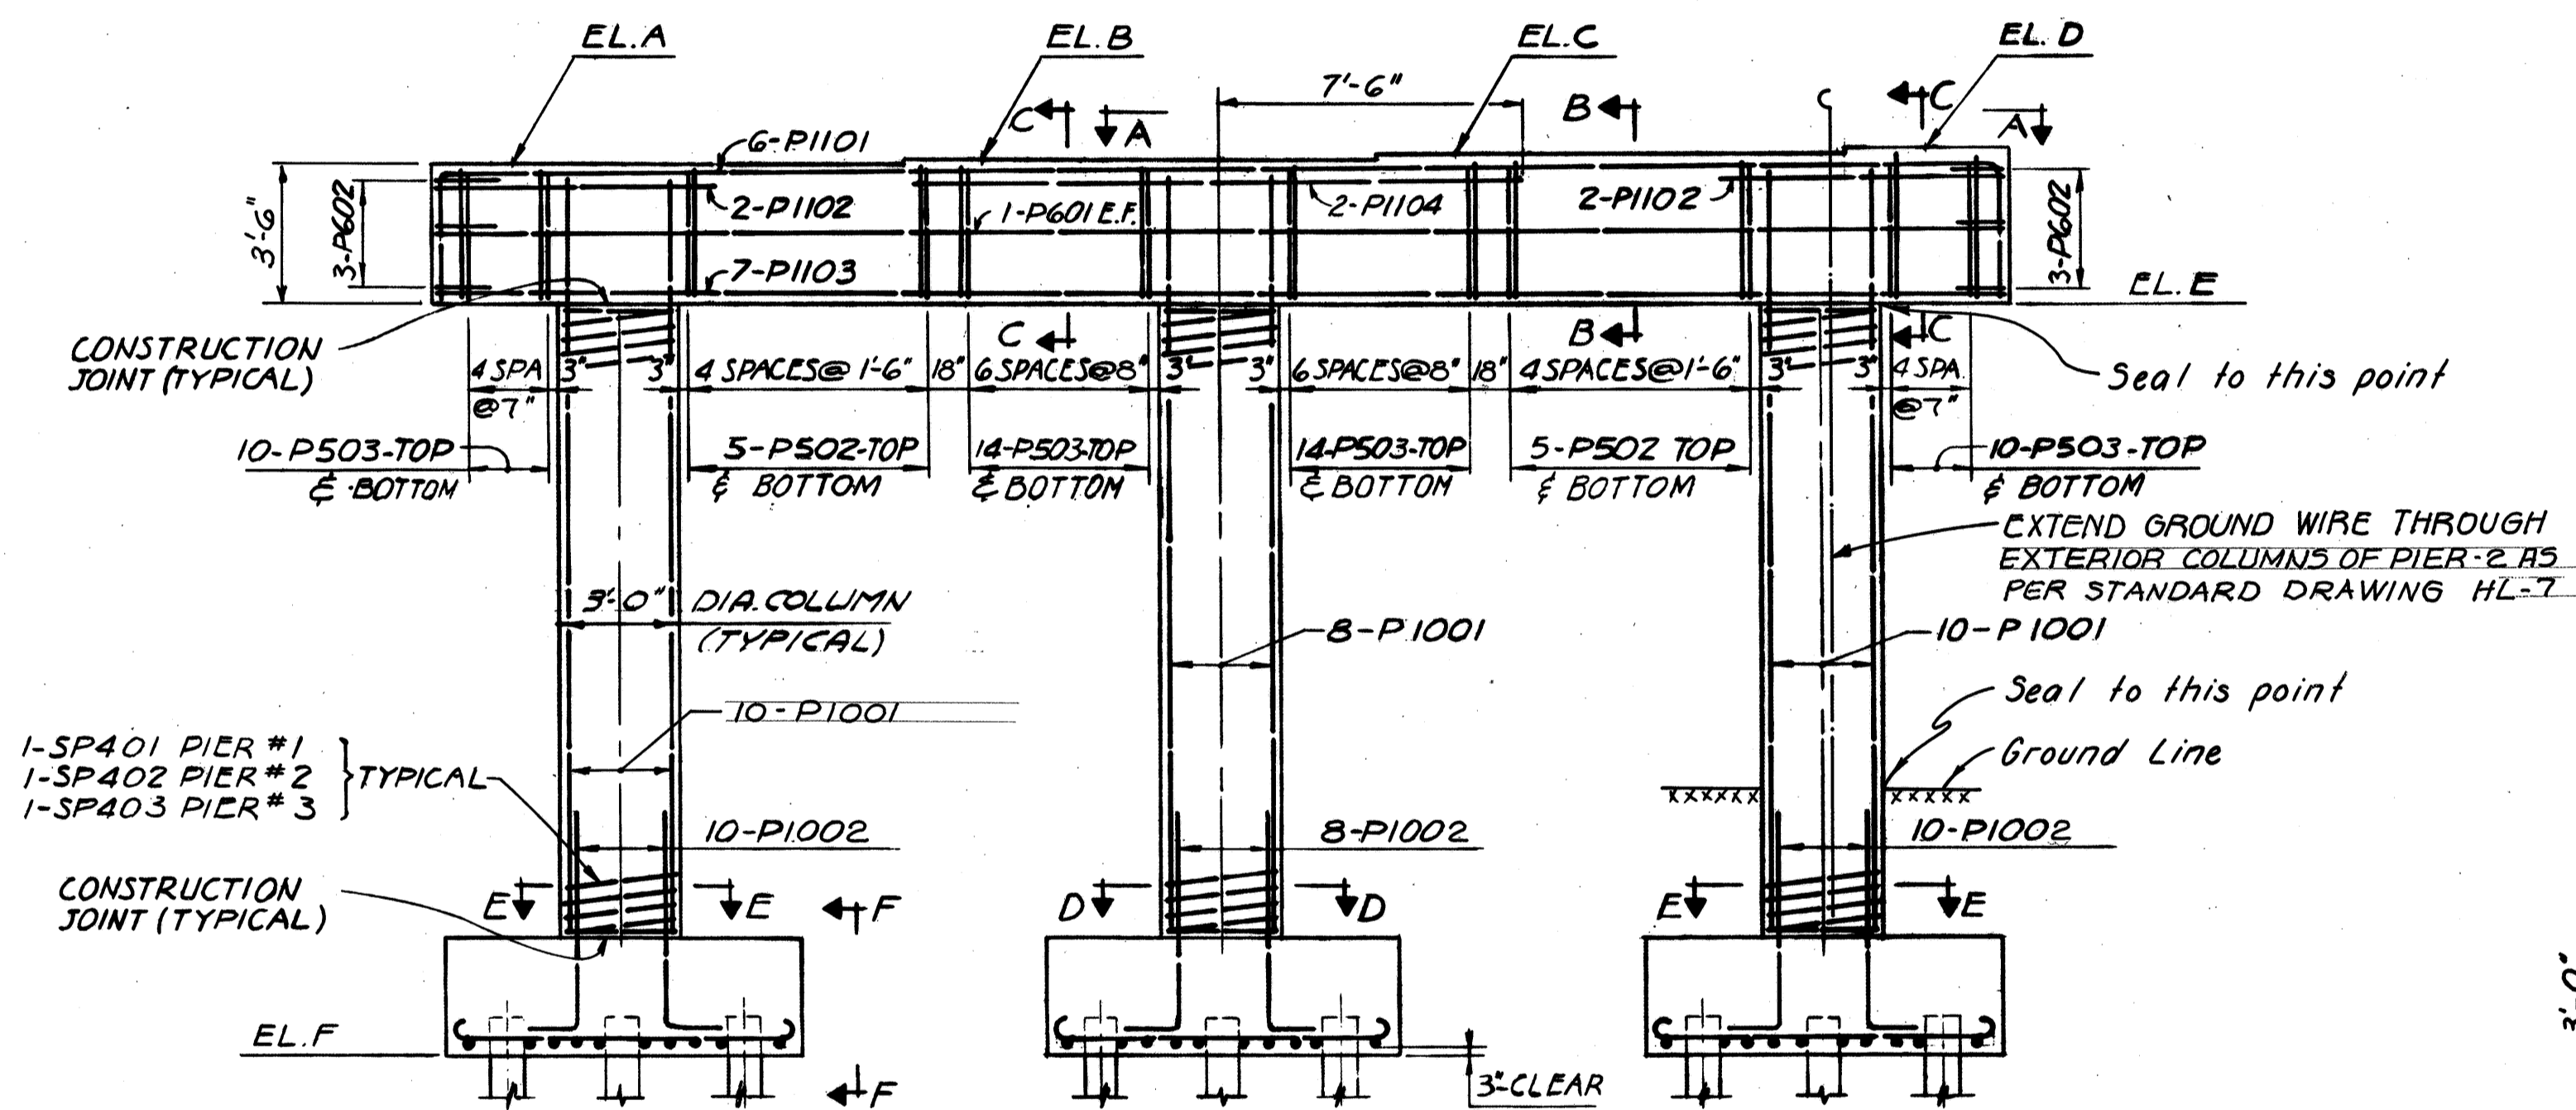 EL.A
EL.B
EL.C
EL.D
7'-6"
C
A
B
C
C
A
6-P1101
2-P1102
1-P601 E.F.
2-P1104
2-P1102
7-P1103
3'-6"
3-P602
3-P602
EL.E
C
B
C
CONSTRUCTION
JOINT (TYPICAL)
4 SPA
@7"
3"
3"
4 SPACES@ 1'-6"
18"
6 SPACES@8"
3"
3"
6 SPACES@8"
18"
4 SPACES@1'-6"
3"
3"
4 SPA.
@7"
Seal to this point
10-P503-TOP
& BOTTOM
5-P502-TOP
& BOTTOM
14-P503-TOP
& BOTTOM
14-P503-TOP
& BOTTOM
5-P502 TOP
& BOTTOM
10-P503-TOP
& BOTTOM
EXTEND GROUND WIRE THROUGH
EXTERIOR COLUMNS OF PIER-2 AS
PER STANDARD DRAWING HL-7
3'-0" DIA. COLUMN
(TYPICAL)
8-P1001
10-P1001
10-P1001
Seal to this point
Ground Line
1-SP401 PIER #1
1-SP402 PIER #2
1-SP403 PIER #3
TYPICAL
10-P1002
8-P1002
10-P1002
CONSTRUCTION
JOINT (TYPICAL)
E
E
F
D
D
E
E
EL.F
F
3"-CLEAR
3'-0"